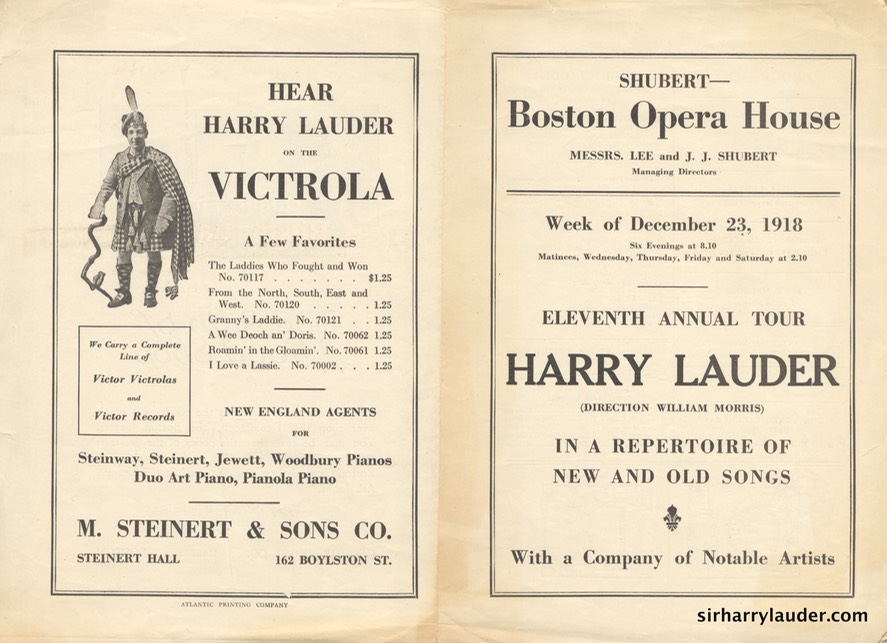 HEAR
HARRY LAUDER
ON THE
VICTROLA
A Few Favorites
The Laddies Who Fought and Won
No. 70117 . . . . . . . $1.25
From the North, South, East and
West. No. 70120 . . . . . 1.25
Granny's Laddie. No. 70121 . . 1.25
A Wee Deoch an' Doris. No. 70062 1.25
Roamin' in the Gloamin'. No. 70061 1.25
I Love a Lassie. No. 70002 . . . 1.25
We Carry a Complete
Line of
Victor Victrolas
and
Victor Records
NEW ENGLAND AGENTS
FOR
Steinway, Steinert, Jewett, Woodbury Pianos
Duo Art Piano, Pianola Piano
M. STEINERT & SONS CO.
STEINERT HALL 162 BOYLSTON ST.
ATLANTIC PRINTING COMPANY
SHUBERT—
Boston Opera House
MESSRS. LEE and J. J. SHUBERT
Managing Directors
Week of December 23, 1918
Six Evenings at 8.10
Matinees, Wednesday, Thursday, Friday and Saturday at 2.10
ELEVENTH ANNUAL TOUR
HARRY LAUDER
(DIRECTION WILLIAM MORRIS)
IN A REPERTOIRE OF
NEW AND OLD SONGS
With a Company of Notable Artists
sirharrylauder.com